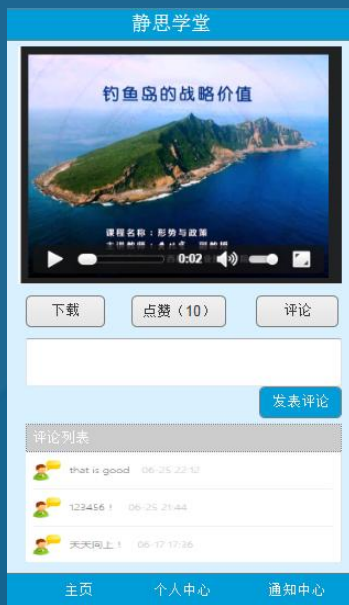 静思学堂
钓鱼岛的战略价值
课程名称：形势与政策
0:02
下载 点赞（10） 评论
发表评论
评论列表
that is good 06-25 22:12
123456！ 06-25 21:44
天天向上！ 06-17 17:36
主页 个人中心 通知中心